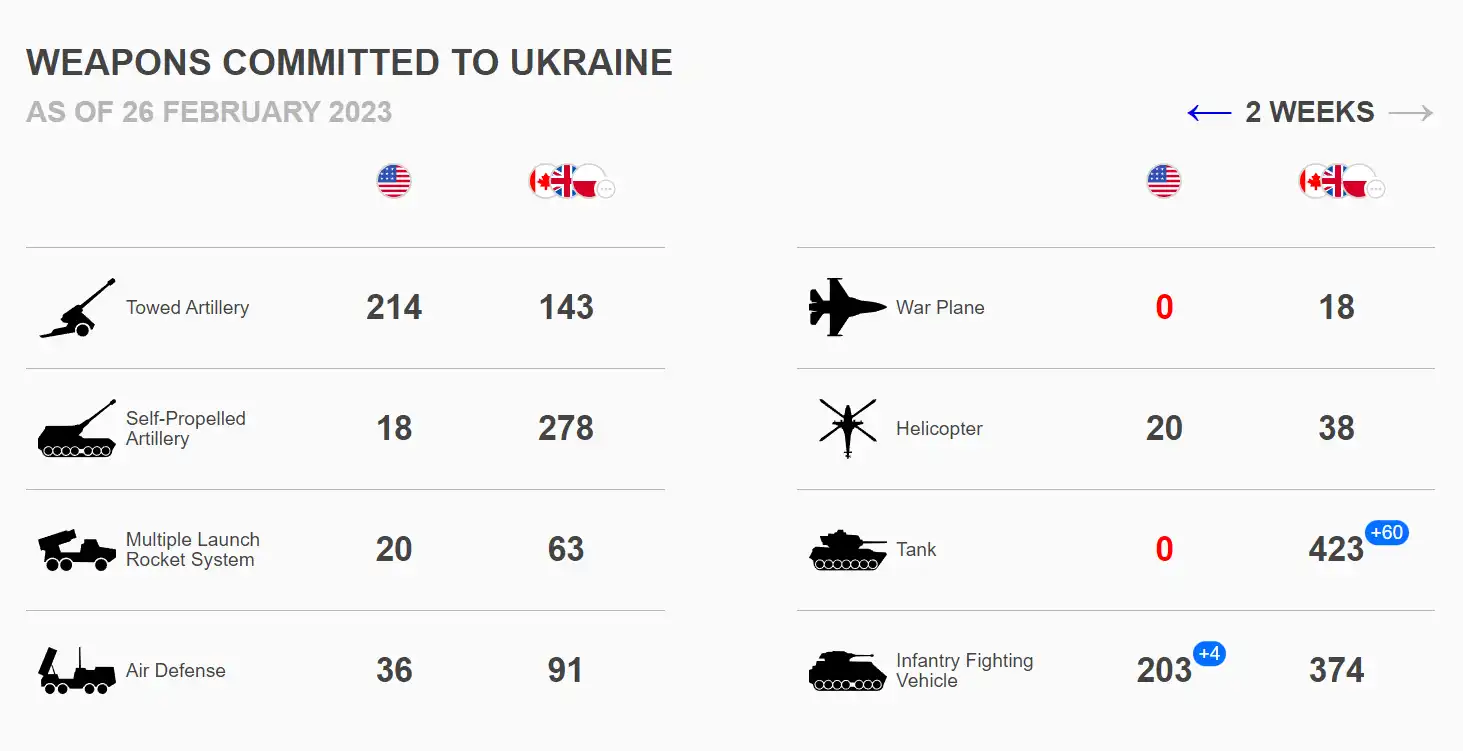 WEAPONS COMMITTED TO UKRAINE
AS OF 26 FEBRUARY 2023
← 2 WEEKS →
Towed Artillery 214 143
Self-Propelled
Artillery 18 278
Multiple Launch
Rocket System 20 63
Air Defense 36 91
War Plane 0 18
Helicopter 20 38
Tank 0 423 +60
Infantry Fighting
Vehicle 203 +4 374